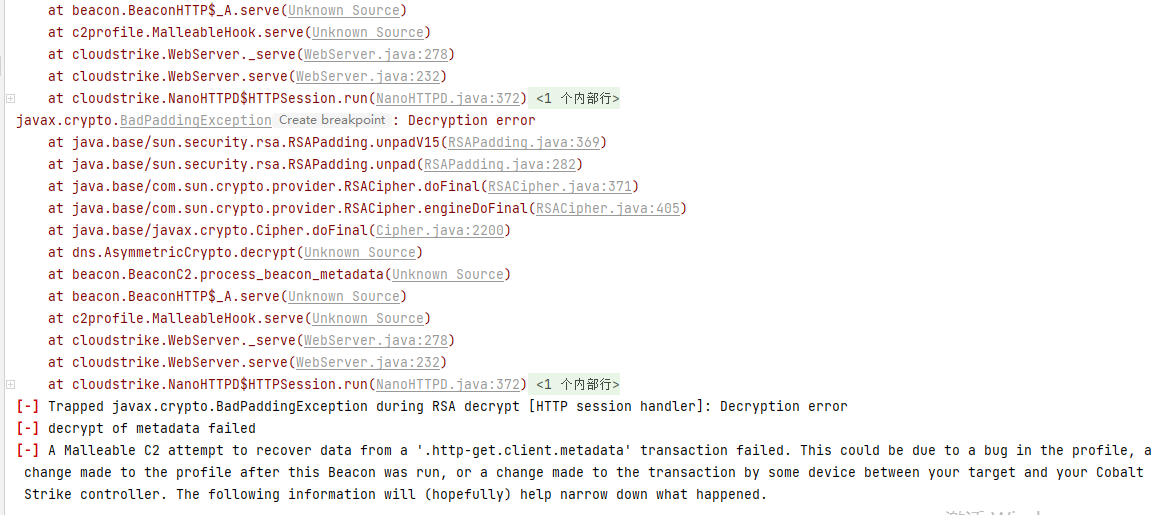 at beacon.BeaconHTTP$_A.serve(Unknown Source)
at c2profile.MalleableHook.serve(Unknown Source)
at cloudstrike.WebServer._serve(WebServer.java:278)
at cloudstrike.WebServer.serve(WebServer.java:232)
at cloudstrike.NanoHTTPD$HTTPSession.run(NanoHTTPD.java:372) <1 个内部行>
javax.crypto.BadPaddingException Create breakpoint : Decryption error
at java.base/sun.security.rsa.RSAPadding.unpadV15(RSAPadding.java:369)
at java.base/sun.security.rsa.RSAPadding.unpad(RSAPadding.java:282)
at java.base/com.sun.crypto.provider.RSACipher.doFinal(RSACipher.java:371)
at java.base/com.sun.crypto.provider.RSACipher.engineDoFinal(RSACipher.java:405)
at java.base/javax.crypto.Cipher.doFinal(Cipher.java:2200)
at dns.AsymmetricCrypto.decrypt(Unknown Source)
at beacon.BeaconC2.process_beacon_metadata(Unknown Source)
at beacon.BeaconHTTP$_A.serve(Unknown Source)
at c2profile.MalleableHook.serve(Unknown Source)
at cloudstrike.WebServer._serve(WebServer.java:278)
at cloudstrike.WebServer.serve(WebServer.java:232)
at cloudstrike.NanoHTTPD$HTTPSession.run(NanoHTTPD.java:372) <1 个内部行>
[-] Trapped javax.crypto.BadPaddingException during RSA decrypt [HTTP session handler]: Decryption error
[-] decrypt of metadata failed
[-] A Malleable C2 attempt to recover data from a '.http-get.client.metadata' transaction failed. This could be due to a bug in the profile, a
change made to the profile after this Beacon was run, or a change made to the transaction by some device between your target and your Cobalt
Strike controller. The following information will (hopefully) help narrow down what happened.